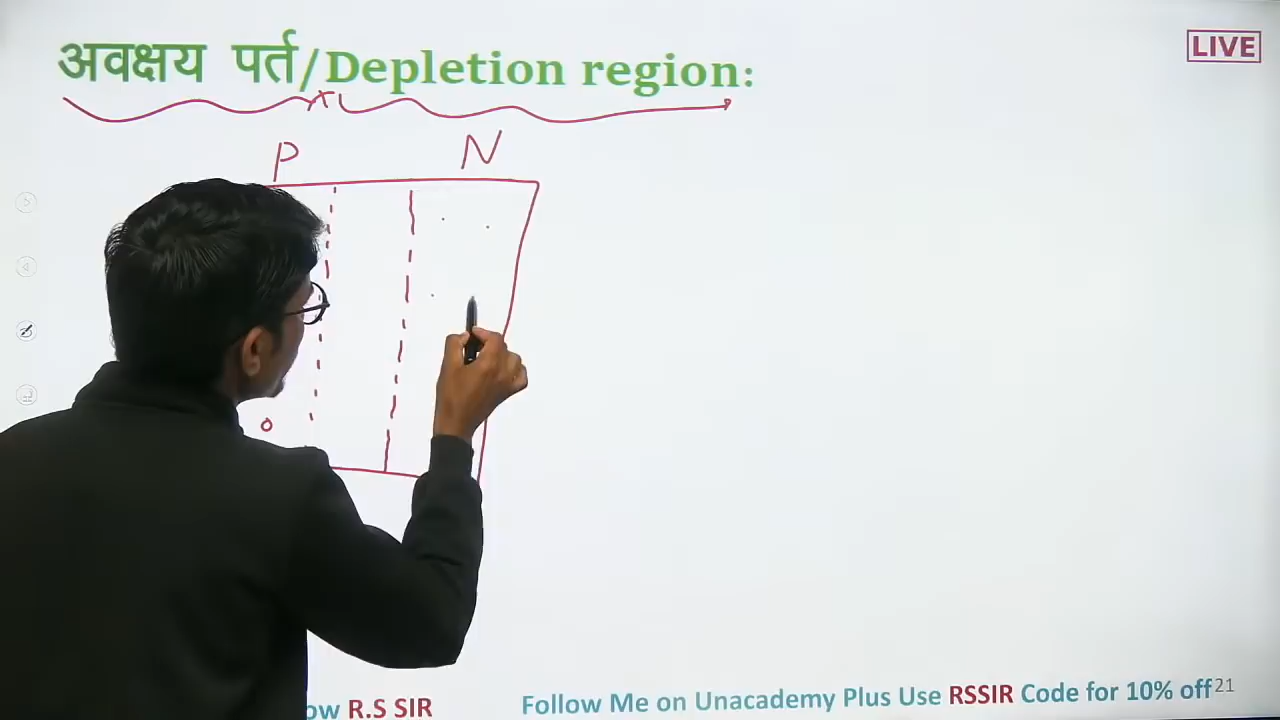 अवक्षय पर्त/Depletion region:
LIVE
P N
R.S SIR
Follow Me on Unacademy Plus Use RSSIR Code for 10% off
21